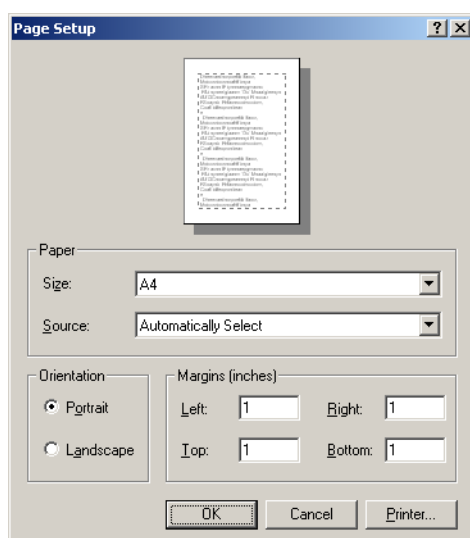 Page Setup
Paper
Size: A4
Source: Automatically Select
Orientation
Portrait
Landscape
Margins (inches)
Left: 1 Right: 1
Top: 1 Bottom: 1
OK Cancel Printer...